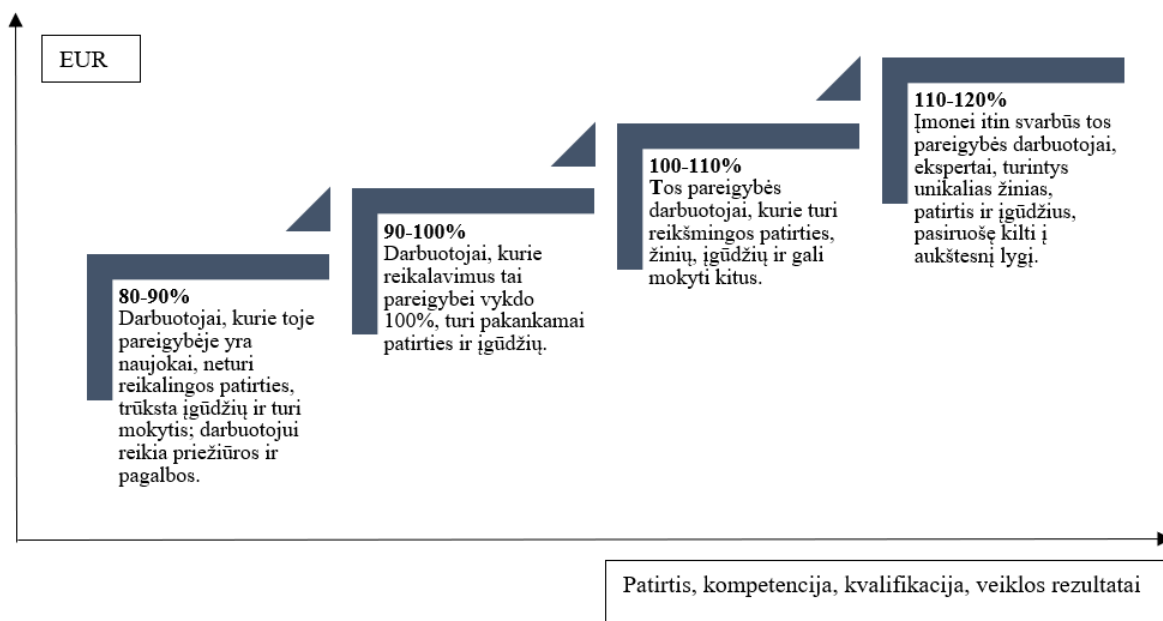 EUR
80-90%
Darbuotojai, kurie toje
pareigybėje yra
naujokai, neturi
reikalingos patirties,
trūksta įgūdžių ir turi
mokytis; darbuotojui
reikia priežiūros ir
pagalbos.
90-100%
Darbuotojai, kurie
reikalavimus tai
pareigybei vykdo
100%, turi pakankamai
patirties ir įgūdžių.
100-110%
Tos pareigybės
darbuotojai, kurie turi
reikšmingos patirties,
žinių, įgūdžių ir gali
mokyti kitus.
110-120%
Įmonei itin svarbūs tos
pareigybės darbuotojai,
ekspertai, turintys
unikalias žinias,
patirtis ir įgūdžius,
pasiruošę kilti į
aukštesnį lygį.
Patirtis, kompetencija, kvalifikacija, veiklos rezultatai